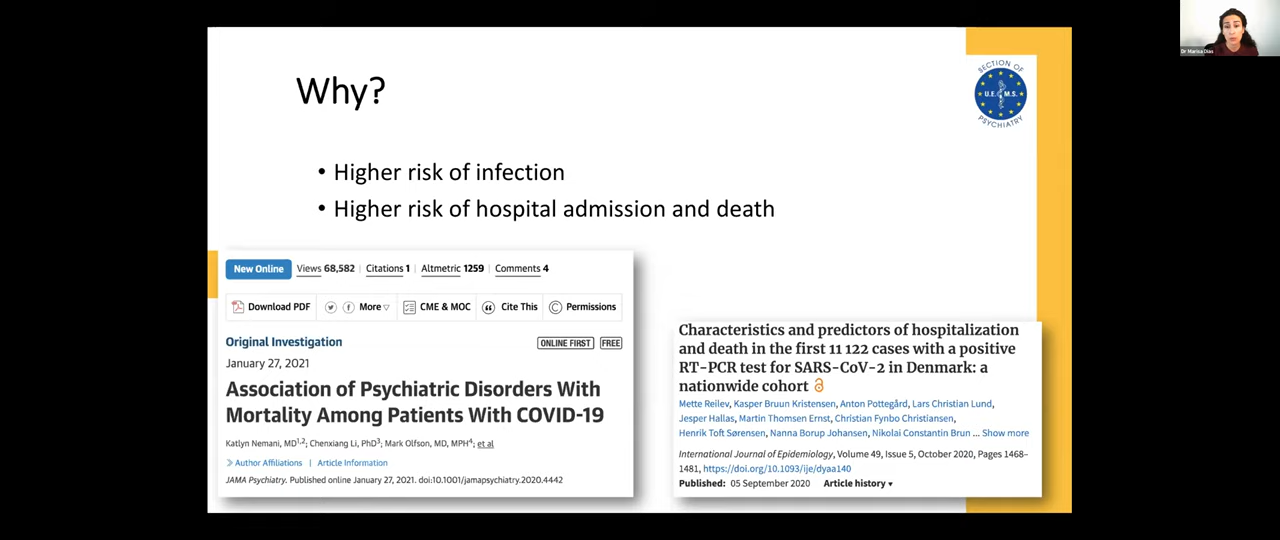 Dr Marisa Dias
Why?
SECTION OF
U.E.M.S.
PSYCHIATRY
• Higher risk of infection
• Higher risk of hospital admission and death
New Online Views 68,582 | Citations 1 | Altmetric 1259 | Comments 4
Download PDF More CME & MOC Cite This Permissions
Original Investigation ONLINE FIRST FREE
January 27, 2021
Association of Psychiatric Disorders With
Mortality Among Patients With COVID-19
Katlyn Nemani, MD1,2; Chenxiang Li, PhD3; Mark Olfson, MD, MPH4; et al
Author Affiliations | Article Information
JAMA Psychiatry. Published online January 27, 2021. doi:10.1001/jamapsychiatry.2020.4442
Characteristics and predictors of hospitalization
and death in the first 11 122 cases with a positive
RT-PCR test for SARS-CoV-2 in Denmark: a
nationwide cohort
Mette Reilev, Kasper Bruun Kristensen, Anton Pottegård, Lars Christian Lund,
Jesper Hallas, Martin Thomsen Ernst, Christian Fynbo Christiansen,
Henrik Toft Sørensen, Nanna Borup Johansen, Nikolai Constantin Brun ... Show more
International Journal of Epidemiology, Volume 49, Issue 5, October 2020, Pages 1468–
1481, https://doi.org/10.1093/ije/dyaa140
Published: 05 September 2020 Article history